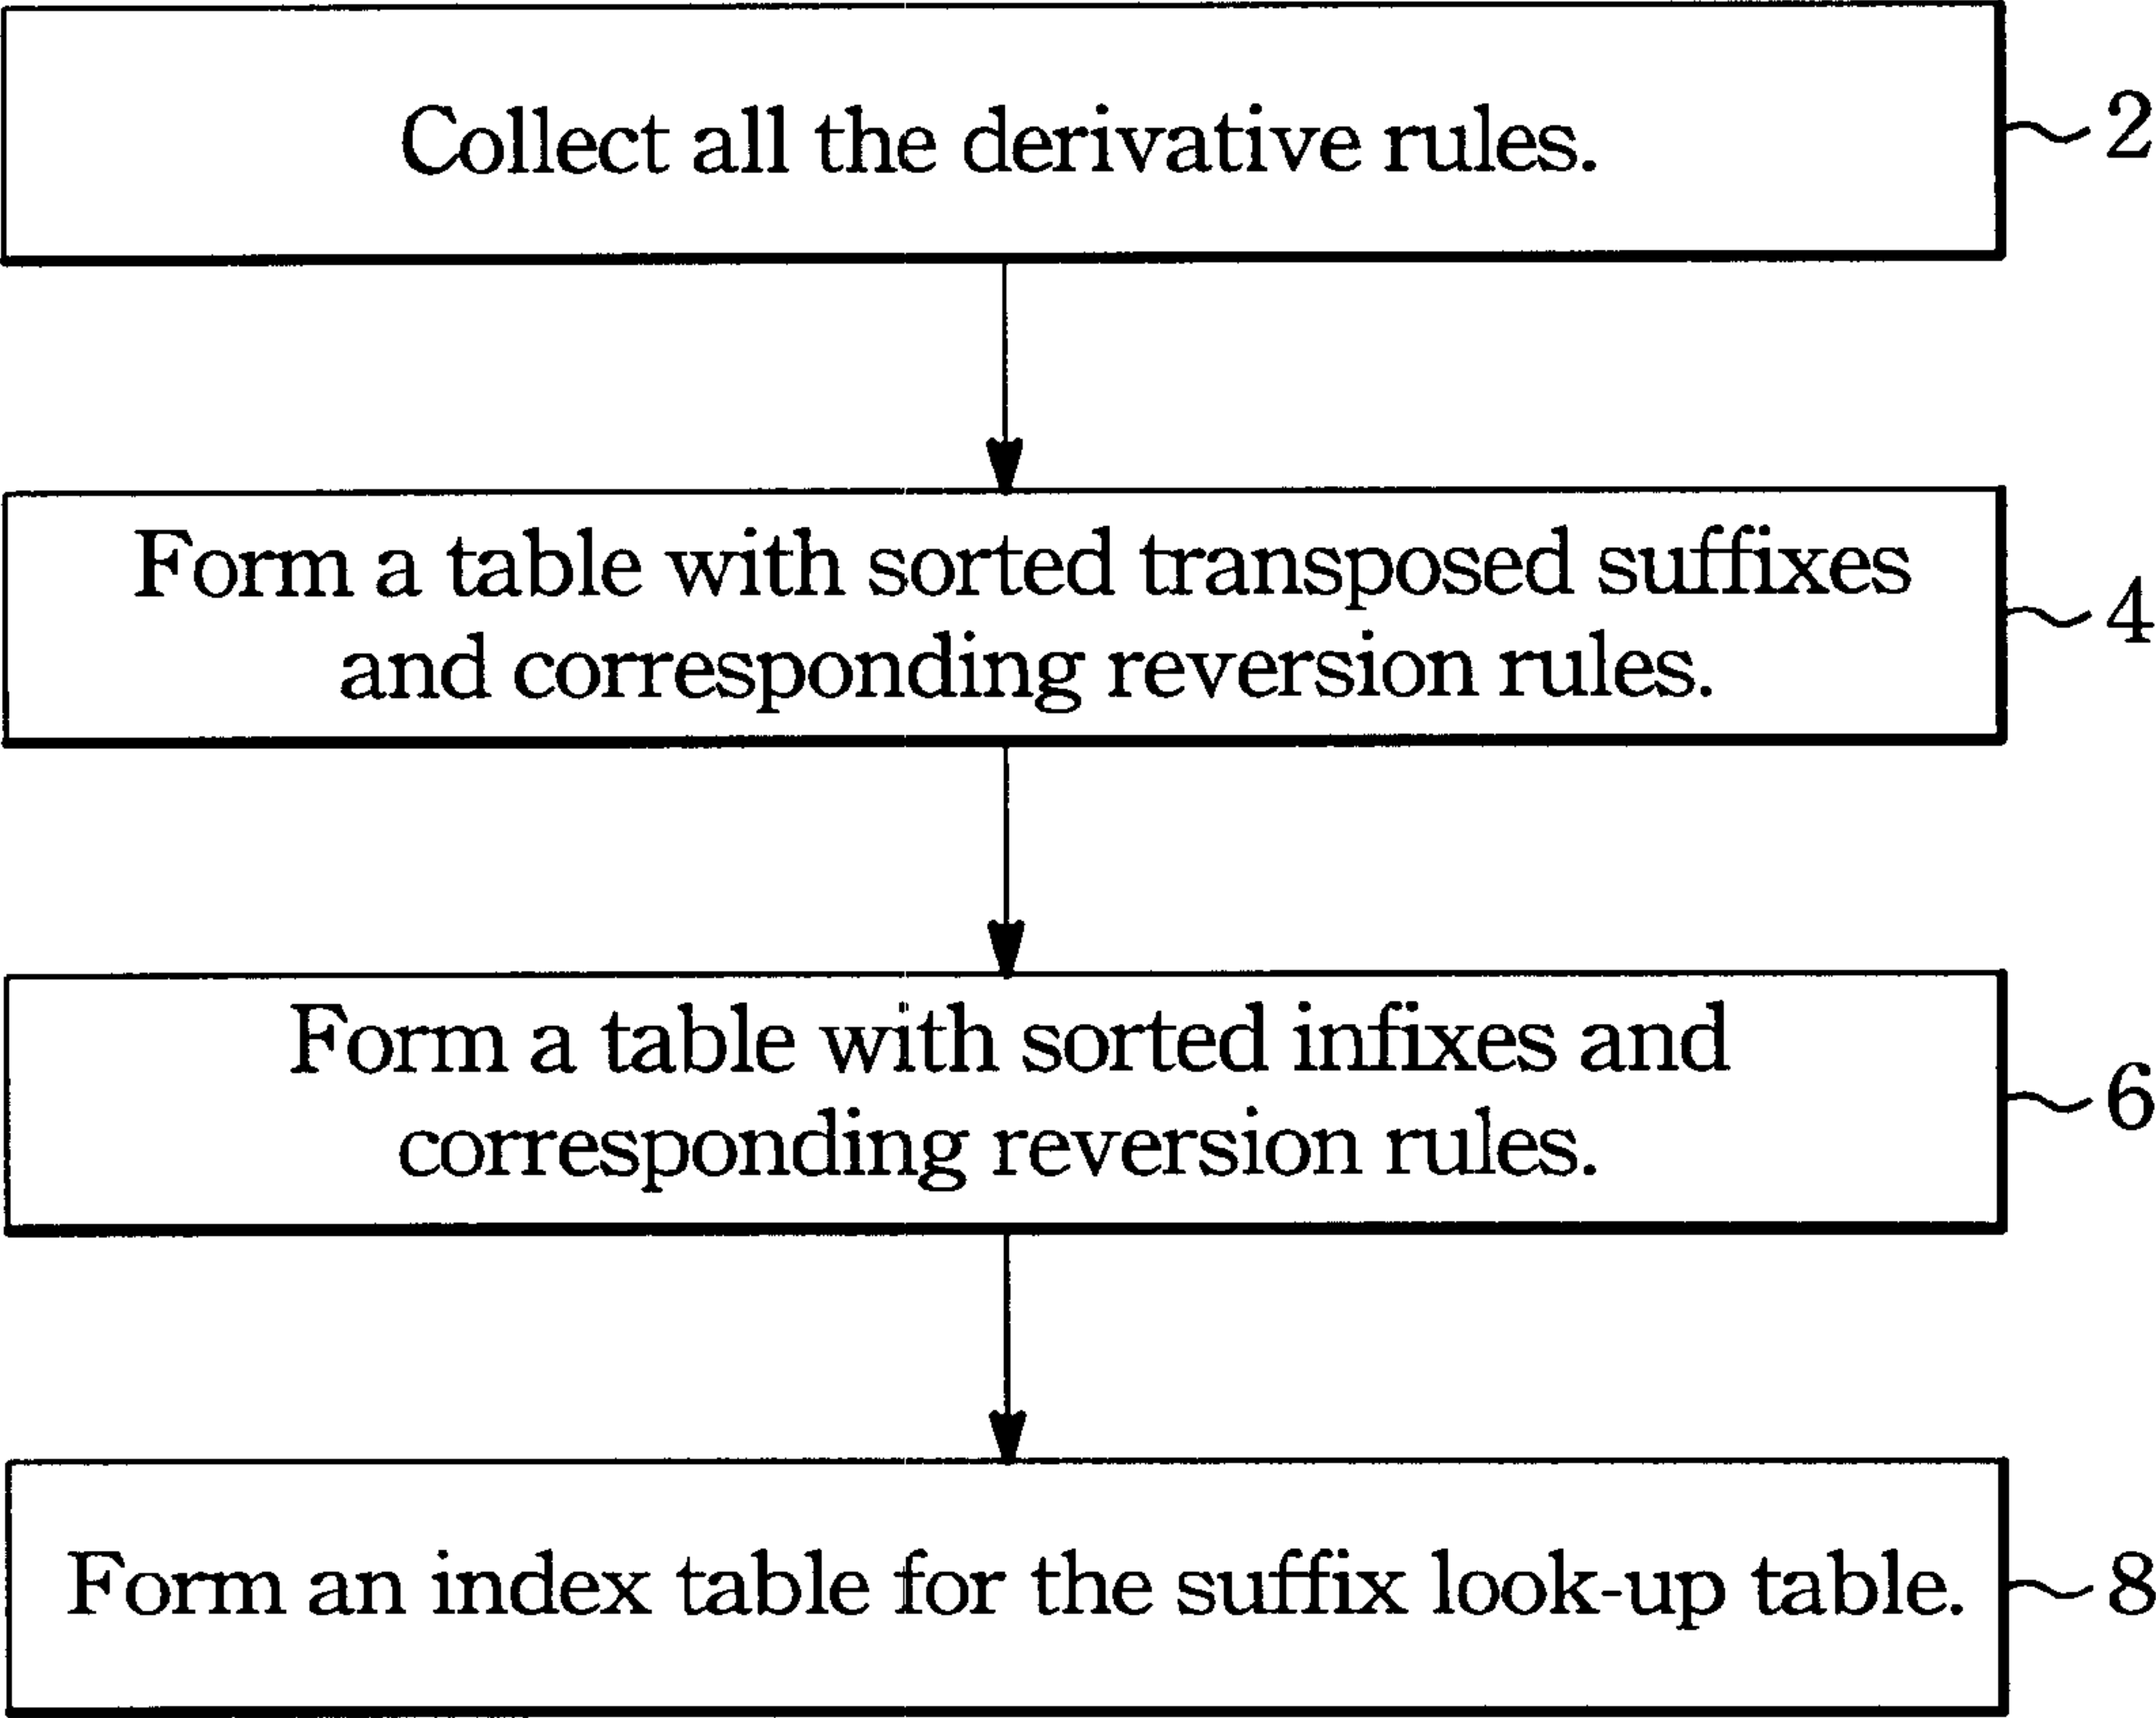 Collect all the derivative rules.
2
Form a table with sorted transposed suffixes
and corresponding reversion rules.
4
Form a table with sorted infixes and
corresponding reversion rules.
6
Form an index table for the suffix look-up table.
8